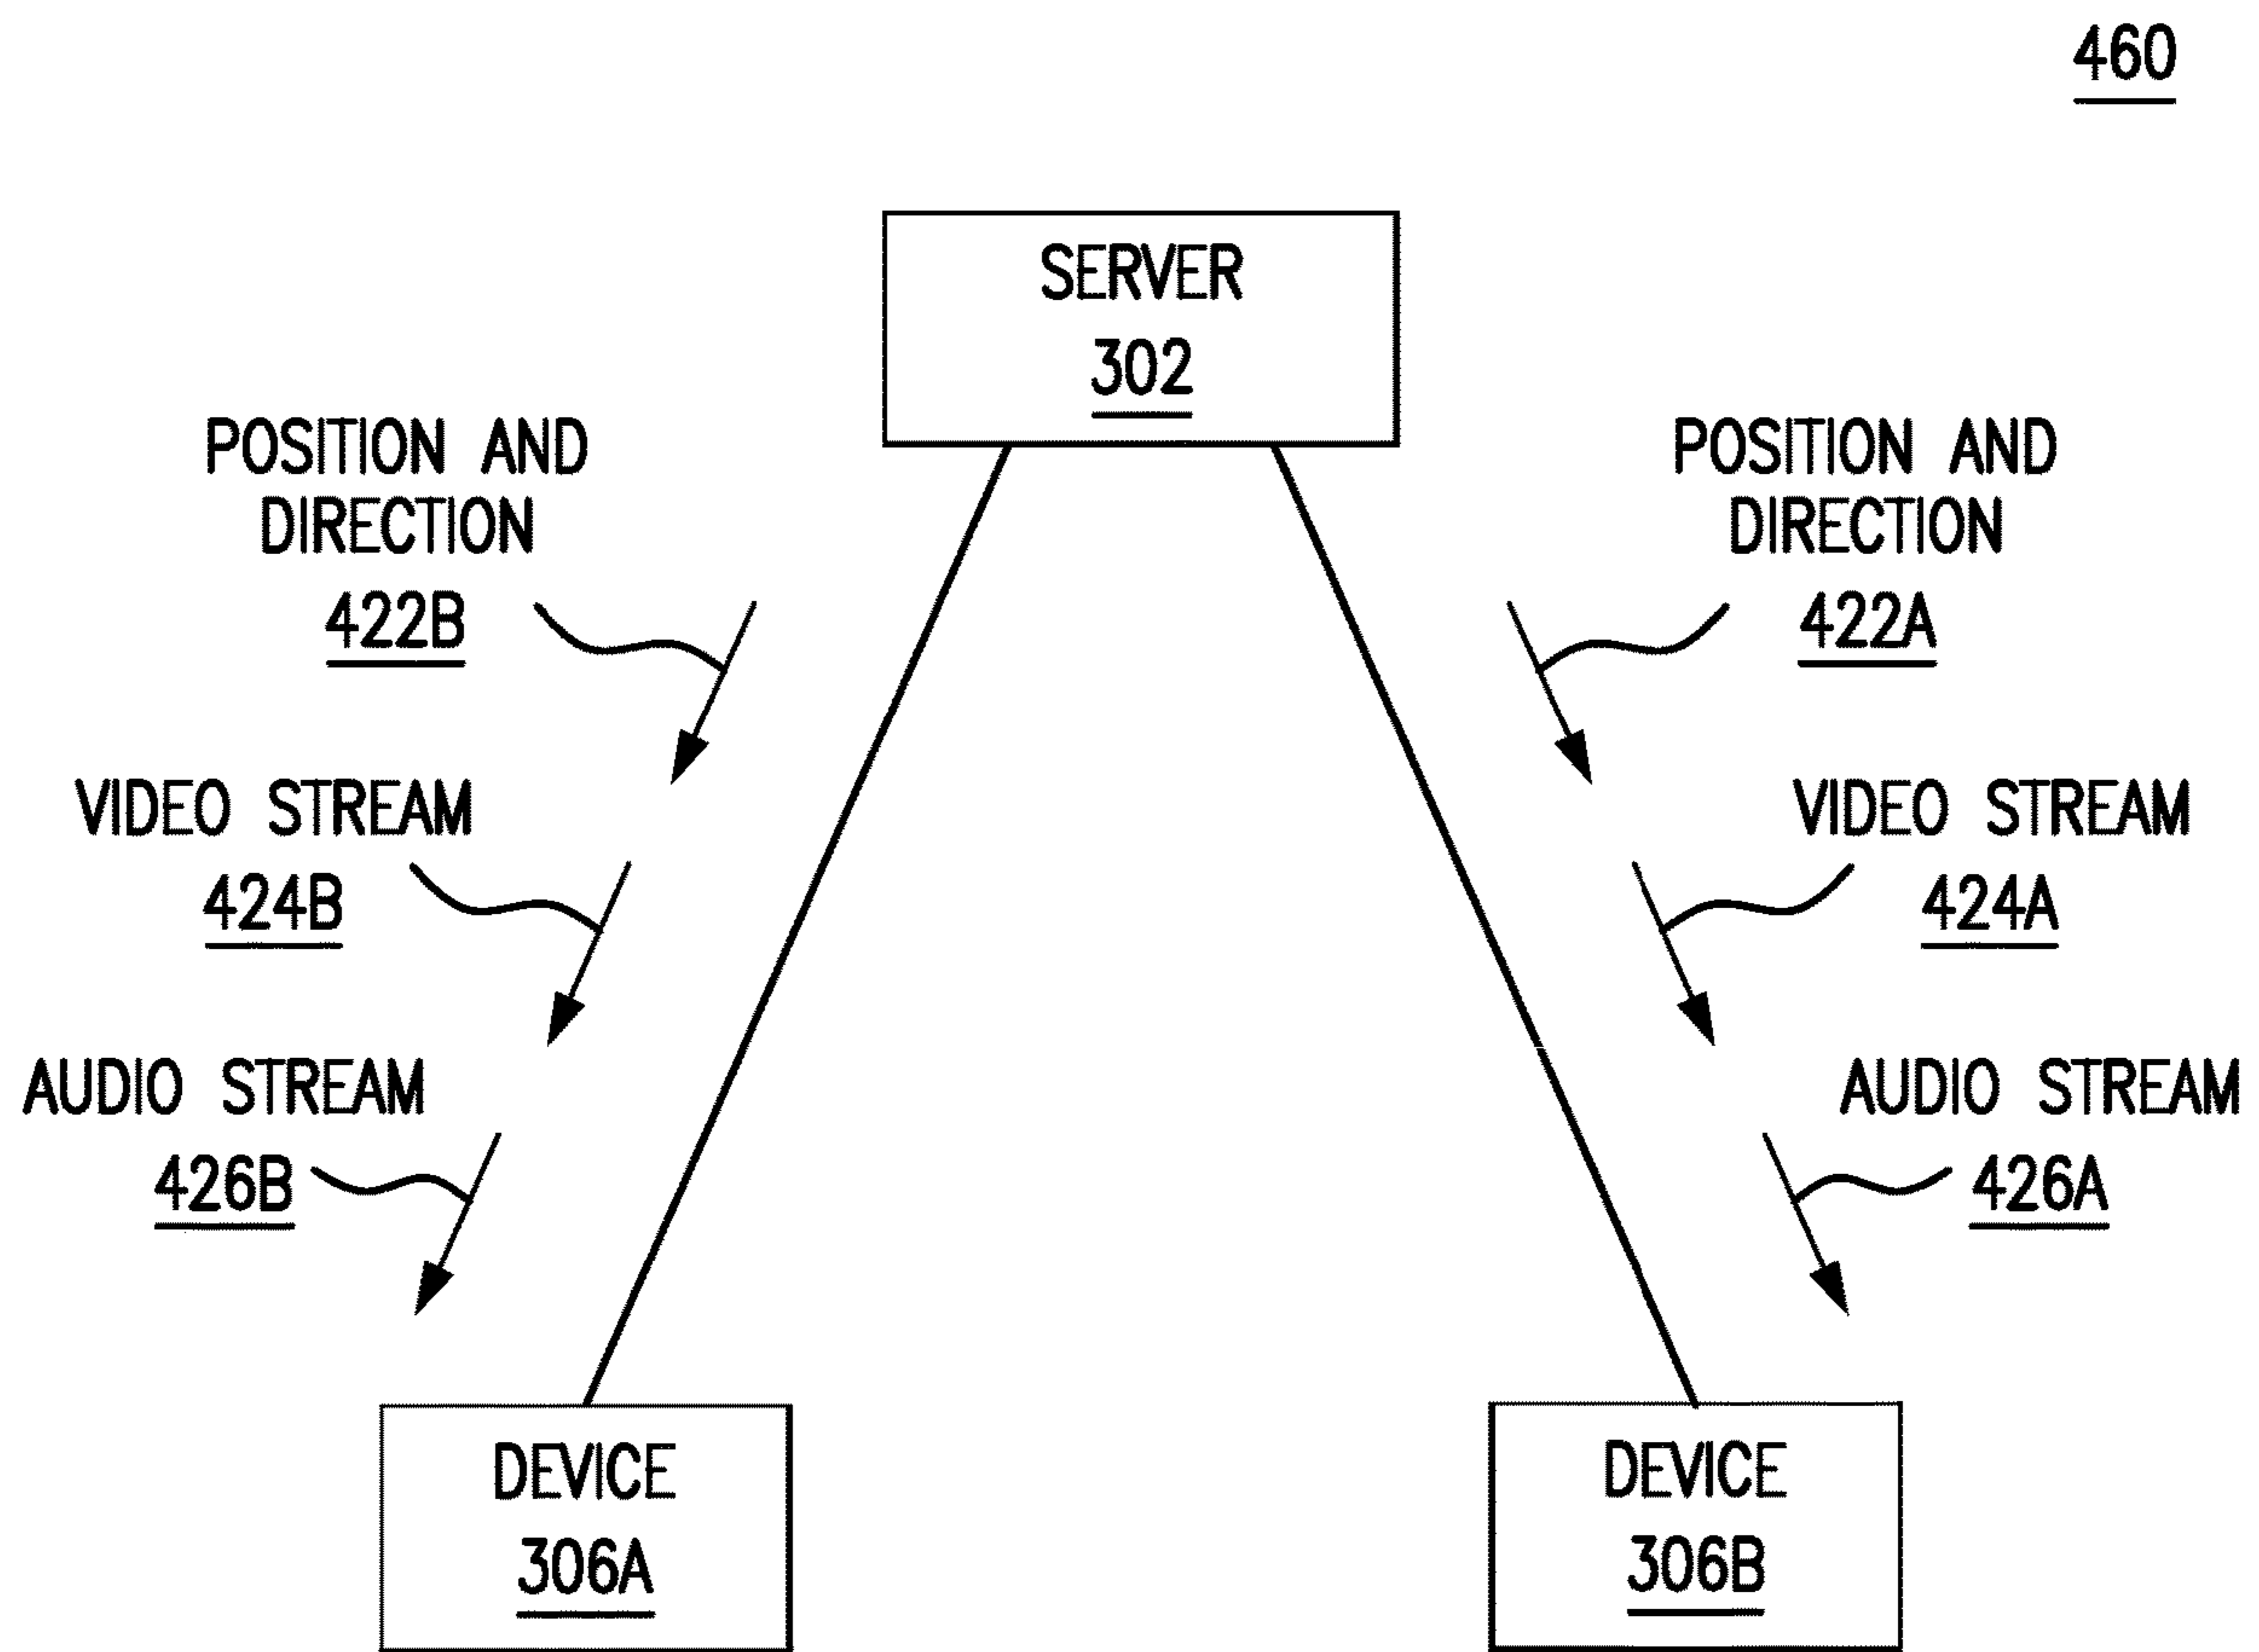 460
SERVER
302
POSITION AND
DIRECTION
422B
POSITION AND
DIRECTION
422A
VIDEO STREAM
424B
VIDEO STREAM
424A
AUDIO STREAM
426B
AUDIO STREAM
426A
DEVICE
306A
DEVICE
306B